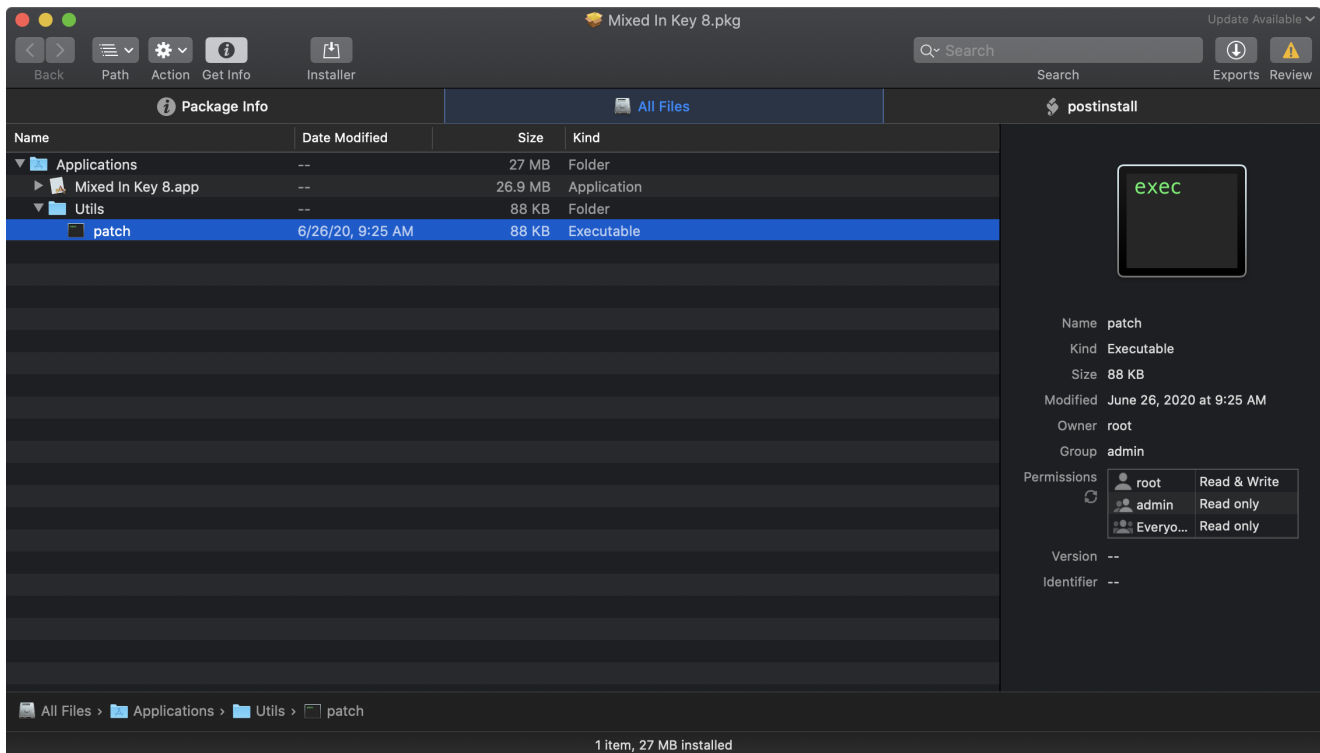 Mixed In Key 8.pkg
Update Available
Back Path Action Get Info Installer Search Search Exports Review
Package Info All Files postinstall
Name Date Modified Size Kind
Applications -- 27 MB Folder
Mixed In Key 8.app -- 26.9 MB Application
Utils -- 88 KB Folder
patch 6/26/20, 9:25 AM 88 KB Executable
exec
Name patch
Kind Executable
Size 88 KB
Modified June 26, 2020 at 9:25 AM
Owner root
Group admin
Permissions root Read & Write
admin Read only
Everyo... Read only
Version --
Identifier --
All Files › Applications › Utils › patch
1 item, 27 MB installed